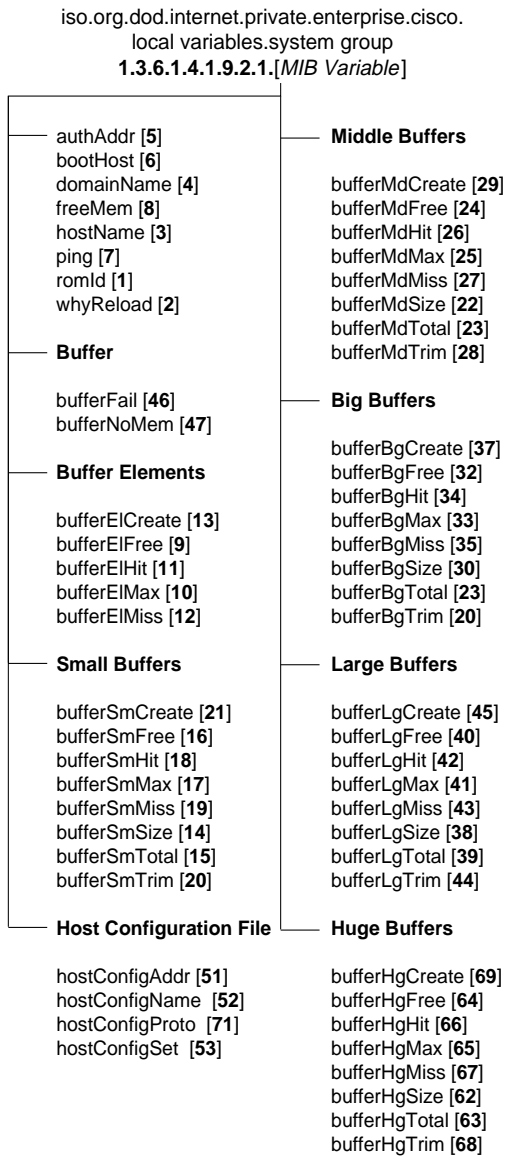 iso.org.dod.internet.private.enterprise.cisco.
local variables.system group
1.3.6.1.4.1.9.2.1.[MIB Variable]
authAddr [5]
bootHost [6]
domainName [4]
freeMem [8]
hostName [3]
ping [7]
romId [1]
whyReload [2]
Buffer
bufferFail [46]
bufferNoMem [47]
Buffer Elements
bufferElCreate [13]
bufferElFree [9]
bufferElHit [11]
bufferElMax [10]
bufferElMiss [12]
Small Buffers
bufferSmCreate [21]
bufferSmFree [16]
bufferSmHit [18]
bufferSmMax [17]
bufferSmMiss [19]
bufferSmSize [14]
bufferSmTotal [15]
bufferSmTrim [20]
Host Configuration File
hostConfigAddr [51]
hostConfigName [52]
hostConfigProto [71]
hostConfigSet [53]
Middle Buffers
bufferMdCreate [29]
bufferMdFree [24]
bufferMdHit [26]
bufferMdMax [25]
bufferMdMiss [27]
bufferMdSize [22]
bufferMdTotal [23]
bufferMdTrim [28]
Big Buffers
bufferBgCreate [37]
bufferBgFree [32]
bufferBgHit [34]
bufferBgMax [33]
bufferBgMiss [35]
bufferBgSize [30]
bufferBgTotal [23]
bufferBgTrim [20]
Large Buffers
bufferLgCreate [45]
bufferLgFree [40]
bufferLgHit [42]
bufferLgMax [41]
bufferLgMiss [43]
bufferLgSize [38]
bufferLgTotal [39]
bufferLgTrim [44]
Huge Buffers
bufferHgCreate [69]
bufferHgFree [64]
bufferHgHit [66]
bufferHgMax [65]
bufferHgMiss [67]
bufferHgSize [62]
bufferHgTotal [63]
bufferHgTrim [68]